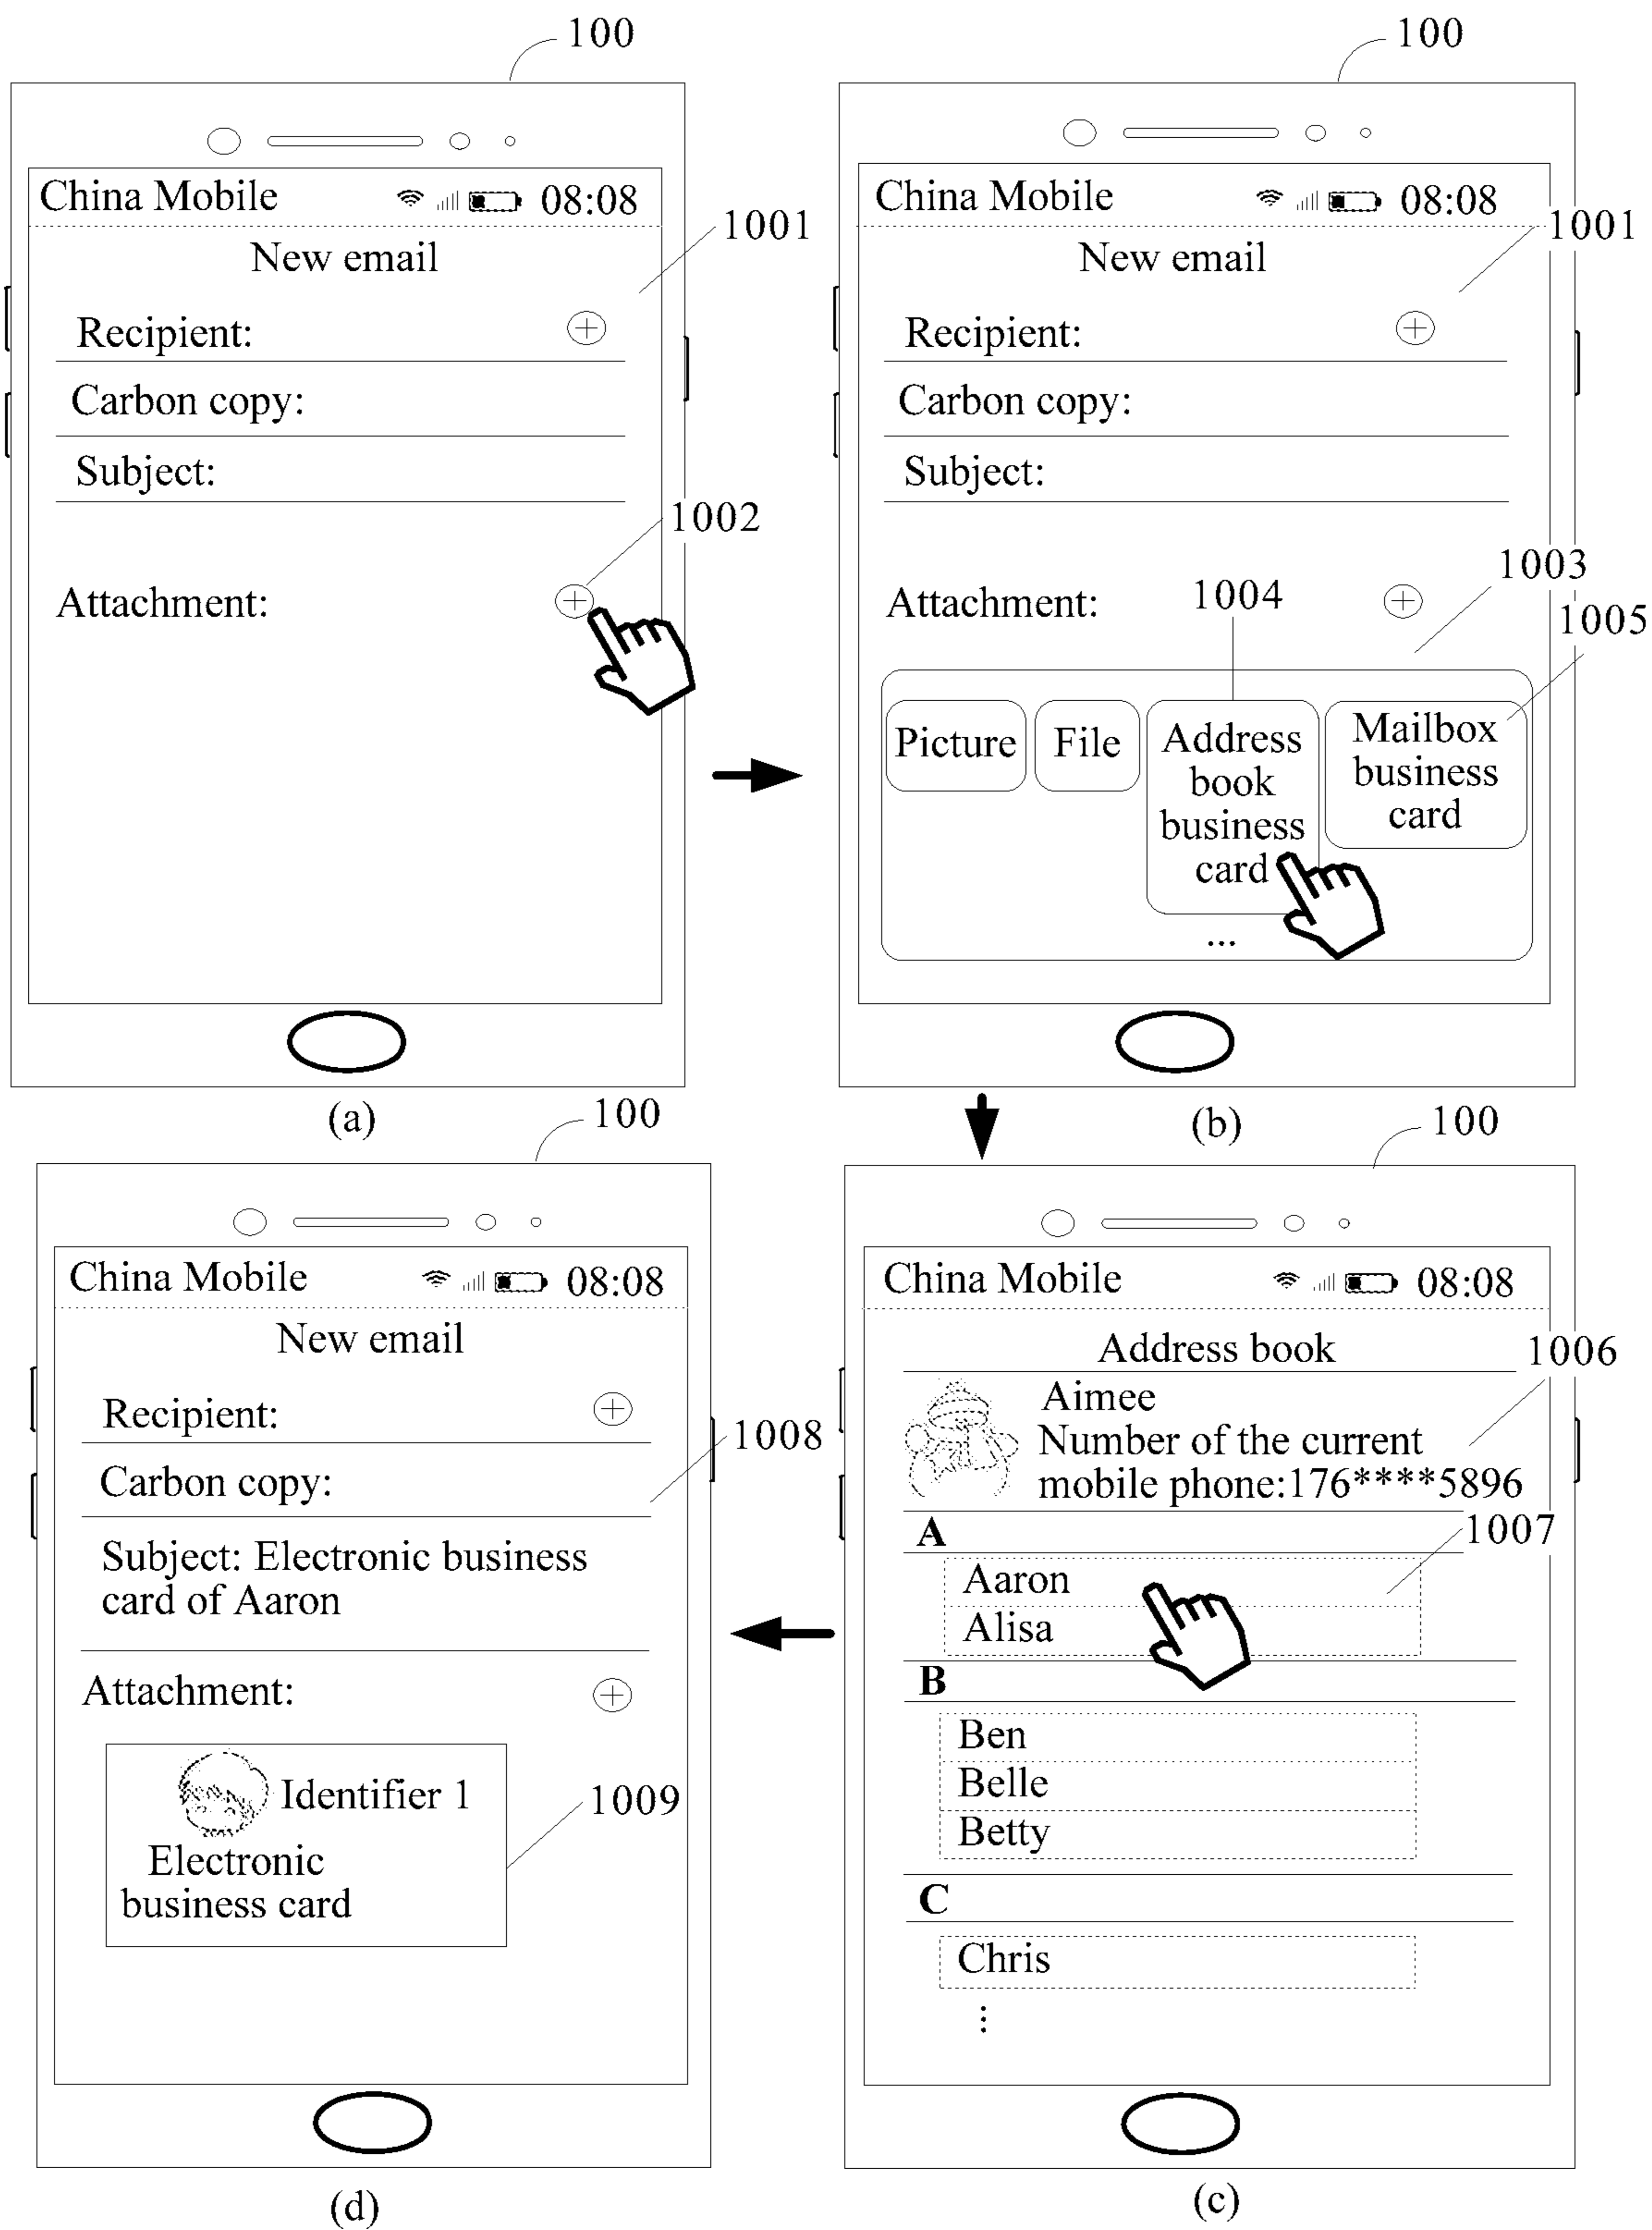 100
China Mobile 08:08
1001
New email
Recipient:
Carbon copy:
Subject:
1002
Attachment:
(a)
100
China Mobile 08:08
1001
New email
Recipient:
Carbon copy:
Subject:
1003
1004
Attachment:
1005
Picture
File
Address
book
business
card
Mailbox
business
card
...
(b)
100
China Mobile 08:08
Address book
1006
Aimee
Number of the current
mobile phone:176****5896
1007
A
Aaron
Alisa
B
Ben
Belle
Betty
C
Chris
⋮
(c)
100
China Mobile 08:08
New email
Recipient:
1008
Carbon copy:
Subject: Electronic business
card of Aaron
Attachment:
Identifier 1
1009
Electronic
business card
(d)